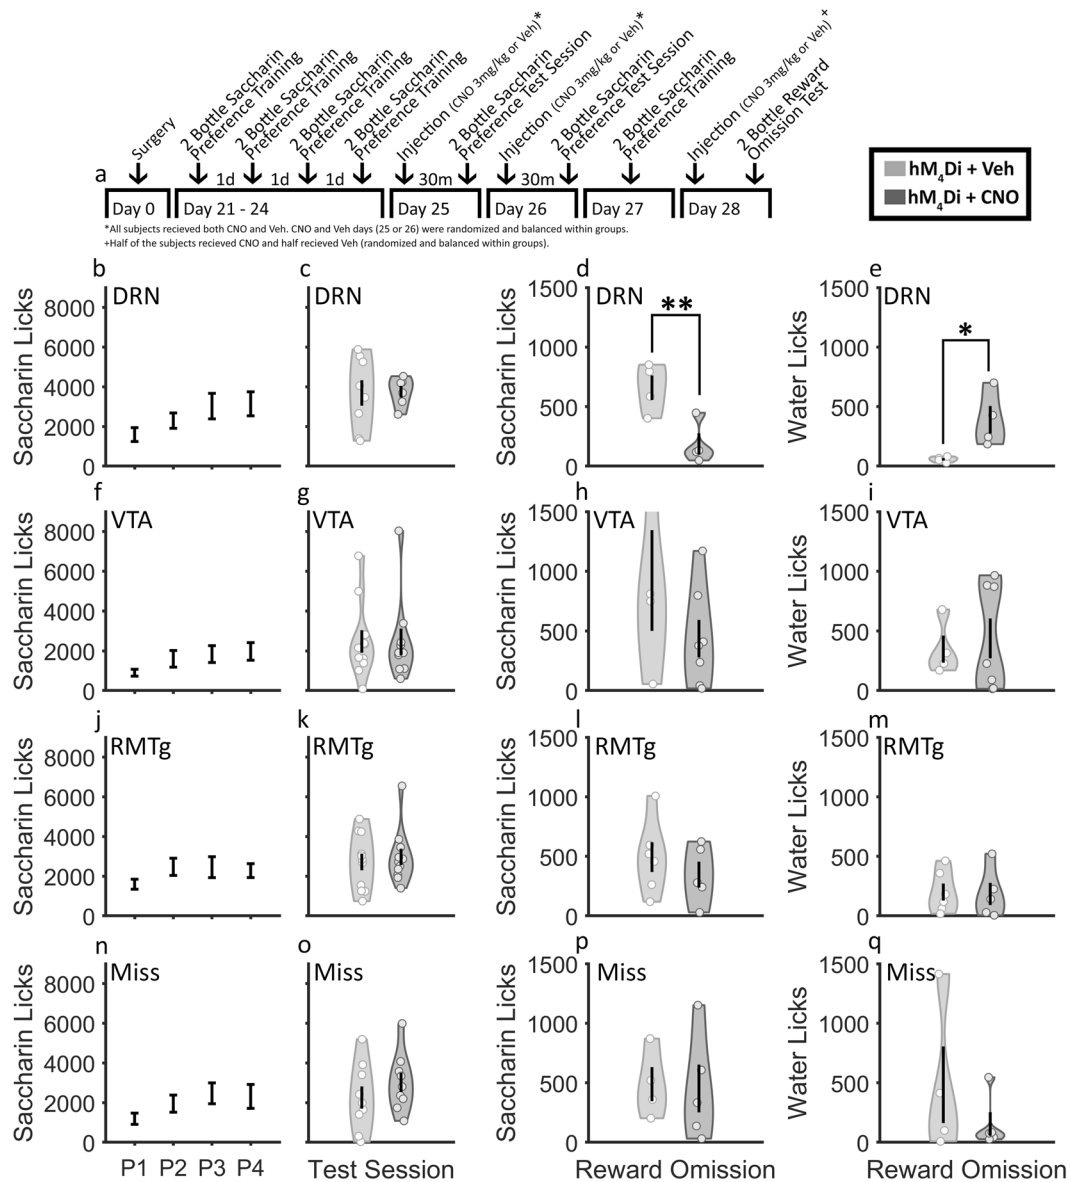 Surgery
2 Bottle Saccharin
Preference Training
2 Bottle Saccharin
Preference Training
2 Bottle Saccharin
Preference Training
2 Bottle Saccharin
Preference Training
Injection (CNO 3mg/kg or Veh)*
2 Bottle Saccharin
Preference Test Session
Injection (CNO 3mg/kg or Veh)*
2 Bottle Saccharin
Preference Test Session
2 Bottle Saccharin
Preference Training
Injection (CNO 3mg/kg or Veh)+
2 Bottle Reward
Omission Test
a
1d 1d 1d 30m 30m
Day 0 Day 21 - 24 Day 25 Day 26 Day 27 Day 28
*All subjects recieved both CNO and Veh. CNO and Veh days (25 or 26) were randomized and balanced within groups.
+Half of the subjects recieved CNO and half recieved Veh (randomized and balanced within groups).
hM4Di + Veh
hM4Di + CNO
b
DRN
Saccharin Licks
8000
6000
4000
2000
0
c
DRN
d
DRN
Saccharin Licks
1500
1000
500
0
**
e
DRN
Water Licks
1500
1000
500
0
*
f
VTA
Saccharin Licks
8000
6000
4000
2000
0
g
VTA
h
VTA
Saccharin Licks
1500
1000
500
0
i
VTA
Water Licks
1500
1000
500
0
j
RMTg
Saccharin Licks
8000
6000
4000
2000
0
k
RMTg
l
RMTg
Saccharin Licks
1500
1000
500
0
m
RMTg
Water Licks
1500
1000
500
0
n
Miss
Saccharin Licks
8000
6000
4000
2000
0
P1 P2 P3 P4
o
Miss
Test Session
p
Miss
Saccharin Licks
1500
1000
500
0
Reward Omission
q
Miss
Water Licks
1500
1000
500
0
Reward Omission